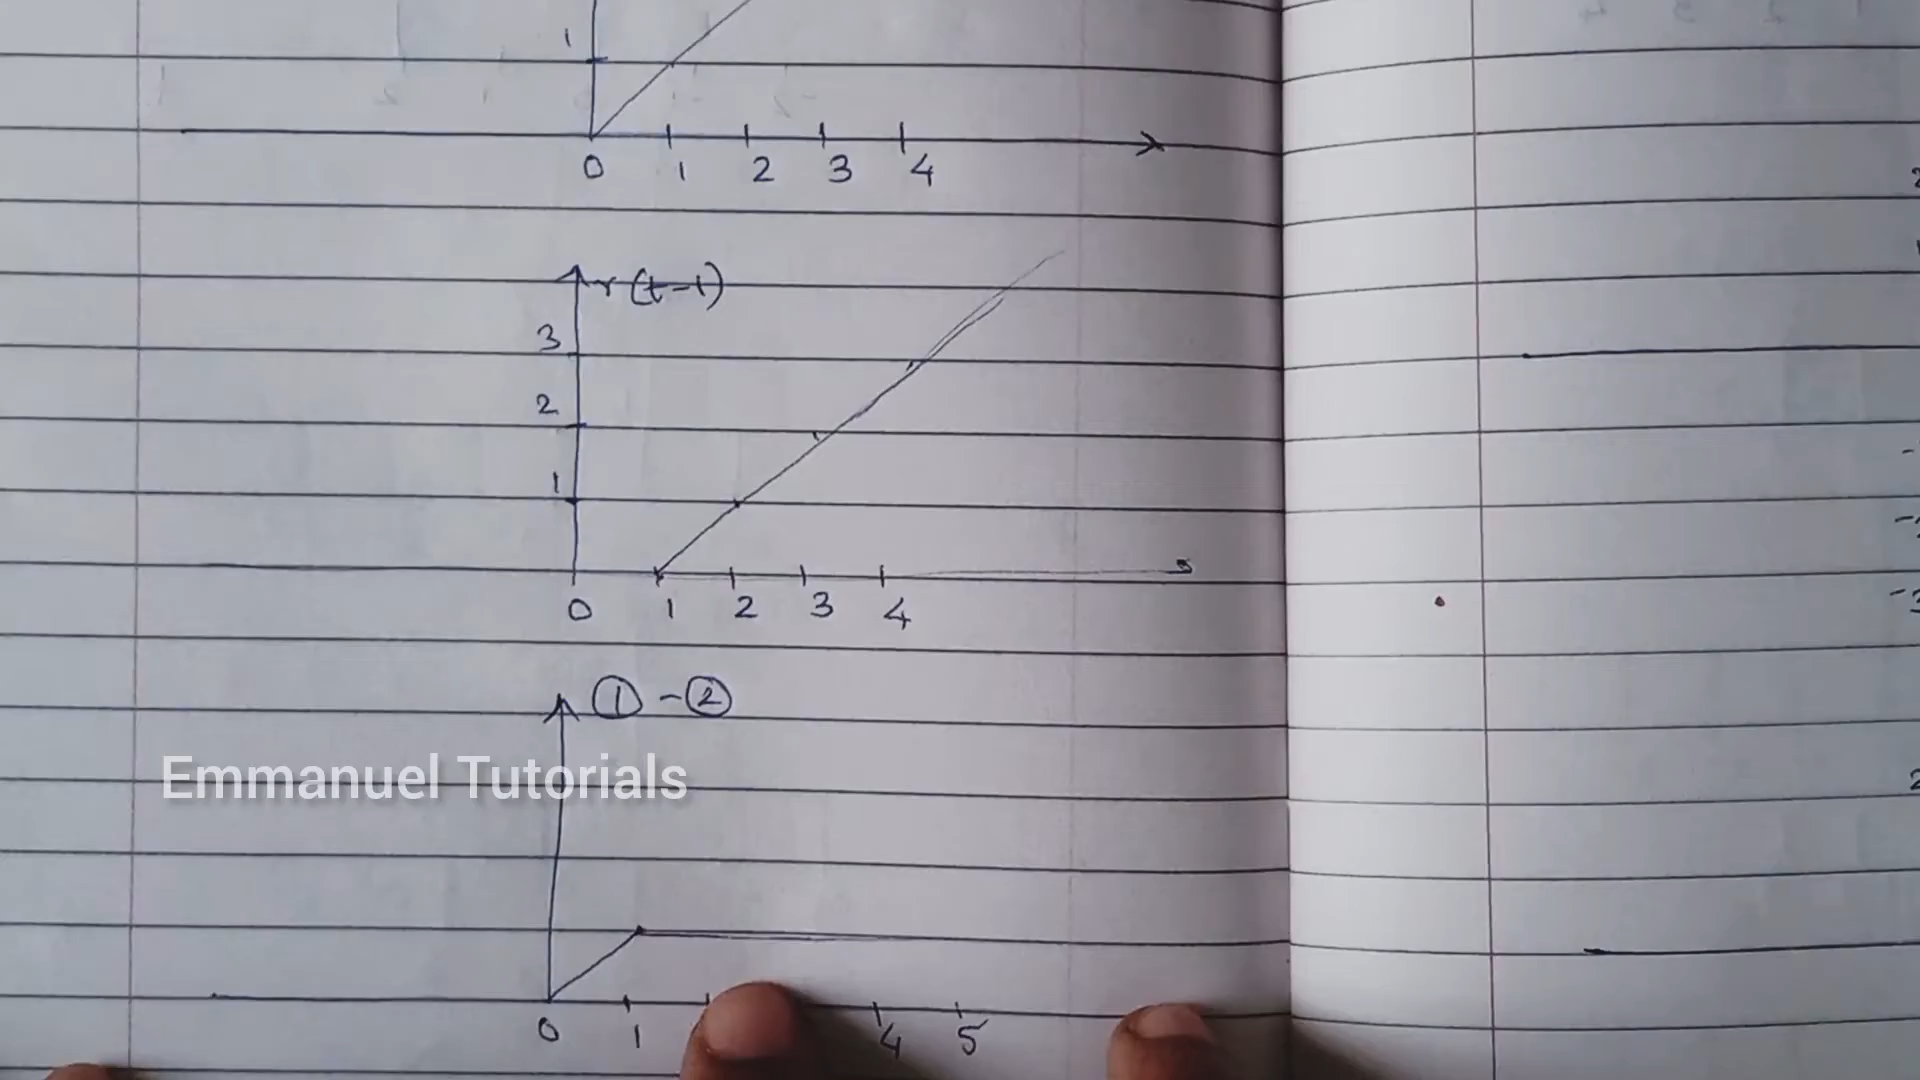 1
0 1 2 3 4
r(t-1)
3
2
1
0 1 2 3 4
① - ②
Emmanuel Tutorials
0 1 4 5